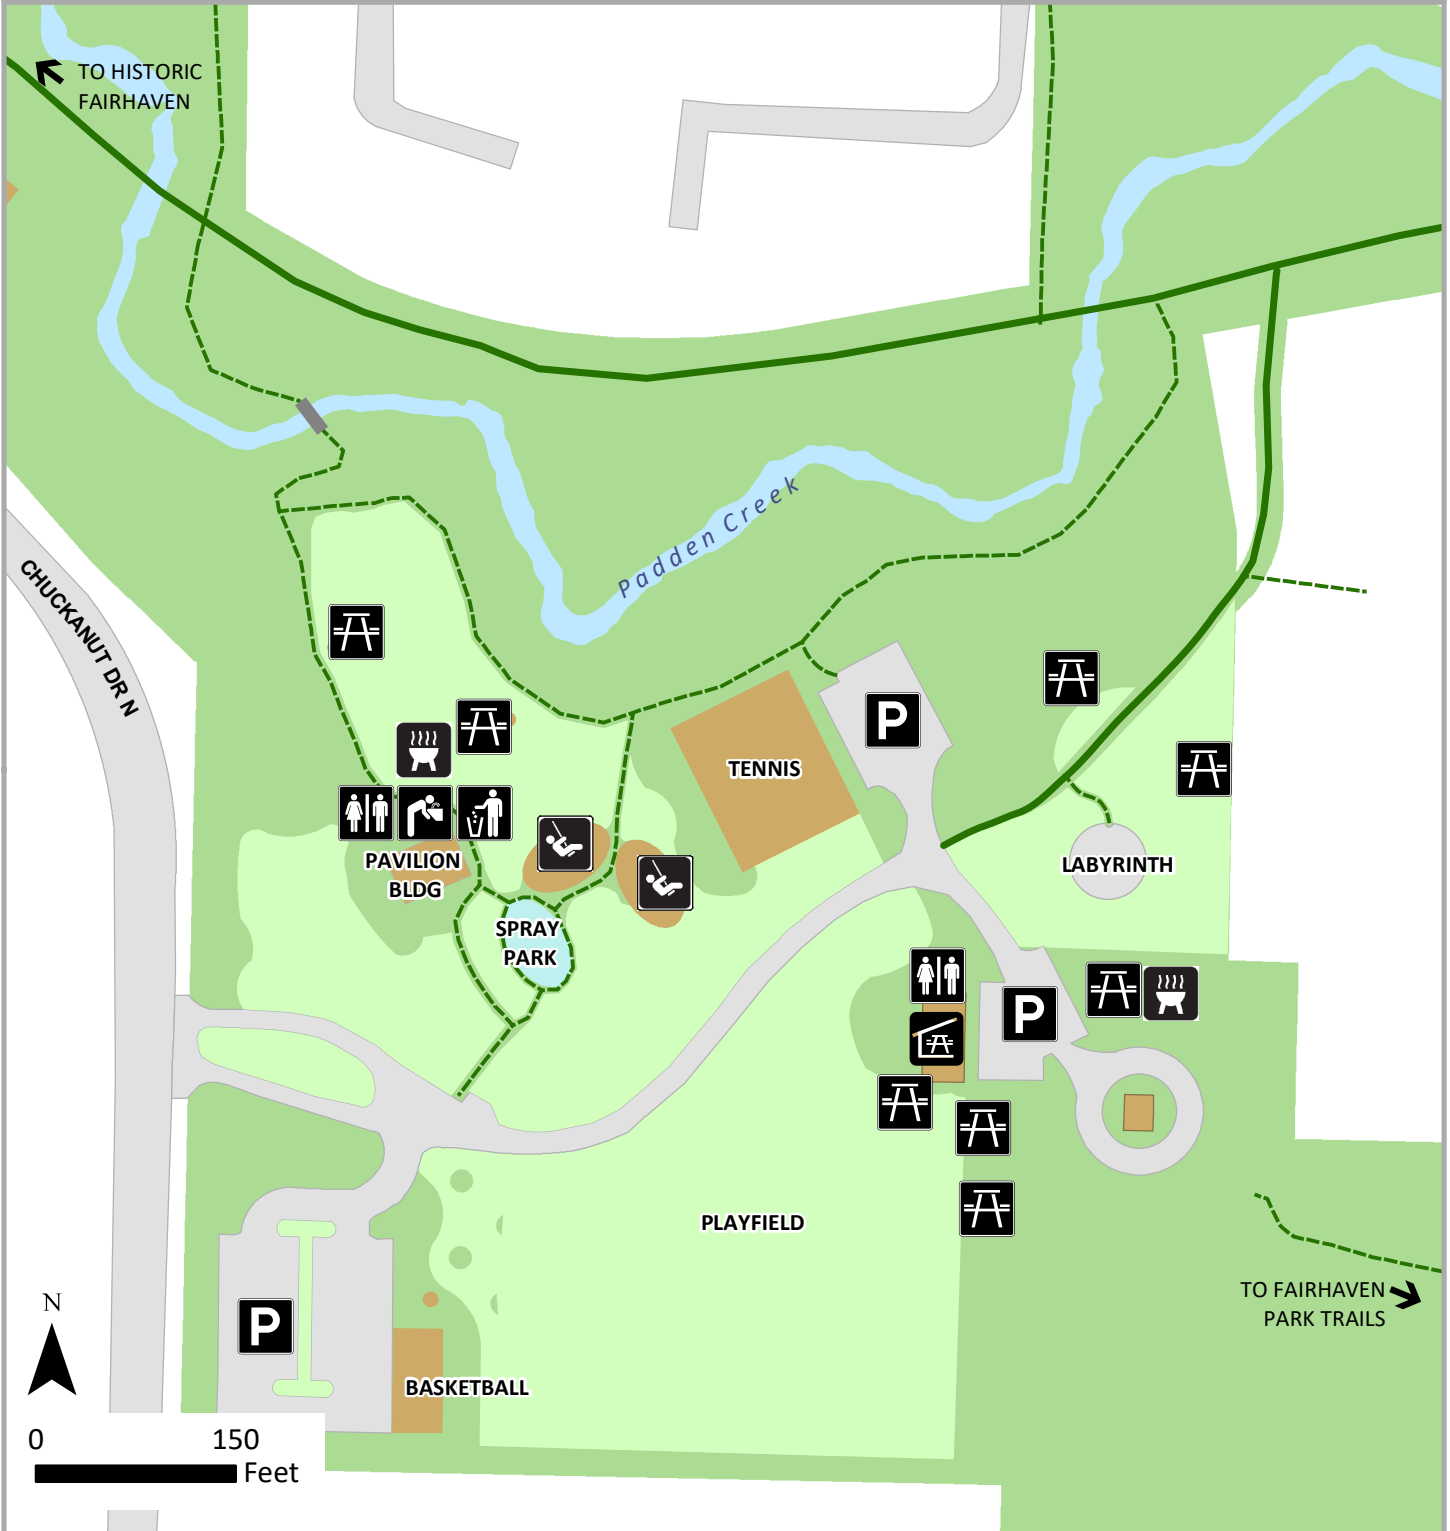 TO HISTORIC
FAIRHAVEN
Padden Creek
CHUCKANUT DR N
P
TENNIS
PAVILION
BLDG
LABYRINTH
SPRAY
PARK
P
PLAYFIELD
TO FAIRHAVEN
PARK TRAILS
N
P
BASKETBALL
0 150
Feet